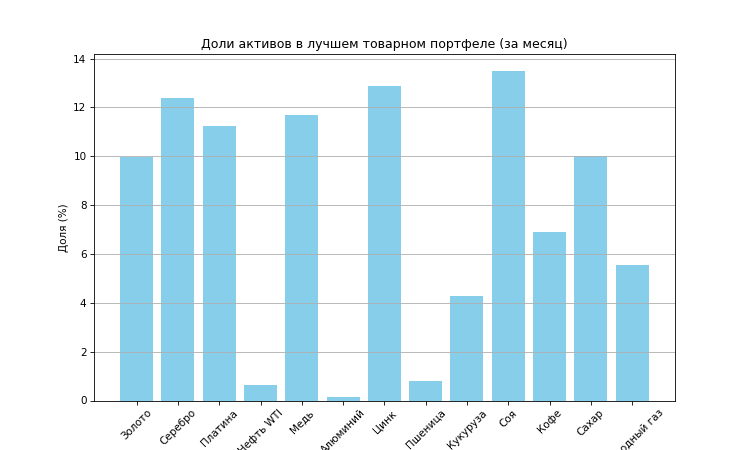 Доли активов в лучшем товарном портфеле (за месяц)
14
12
10
8
6
4
2
0
Доля (%)
Золото
Серебро
Платина
Нефть WTI
Медь
Алюминий
Цинк
Пшеница
Кукуруза
Соя
Кофе
Сахар
одный газ